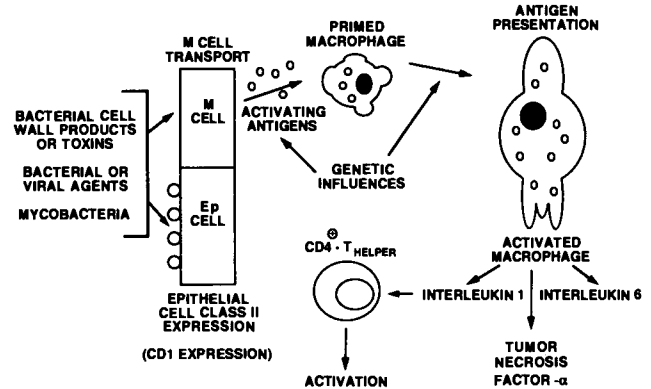 BACTERIAL CELL
WALL PRODUCTS
OR TOXINS
BACTERIAL OR
VIRAL AGENTS
MYCOBACTERIA
M CELL
TRANSPORT
M
CELL
Ep
CELL
EPITHELIAL
CELL CLASS II
EXPRESSION
(CD1 EXPRESSION)
ACTIVATING
ANTIGENS
PRIMED
MACROPHAGE
GENETIC
INFLUENCES
ANTIGEN
PRESENTATION
ACTIVATED
MACROPHAGE
INTERLEUKIN 1
INTERLEUKIN 6
TUMOR
NECROSIS
FACTOR -α
⊕
CD4 · T HELPER
ACTIVATION